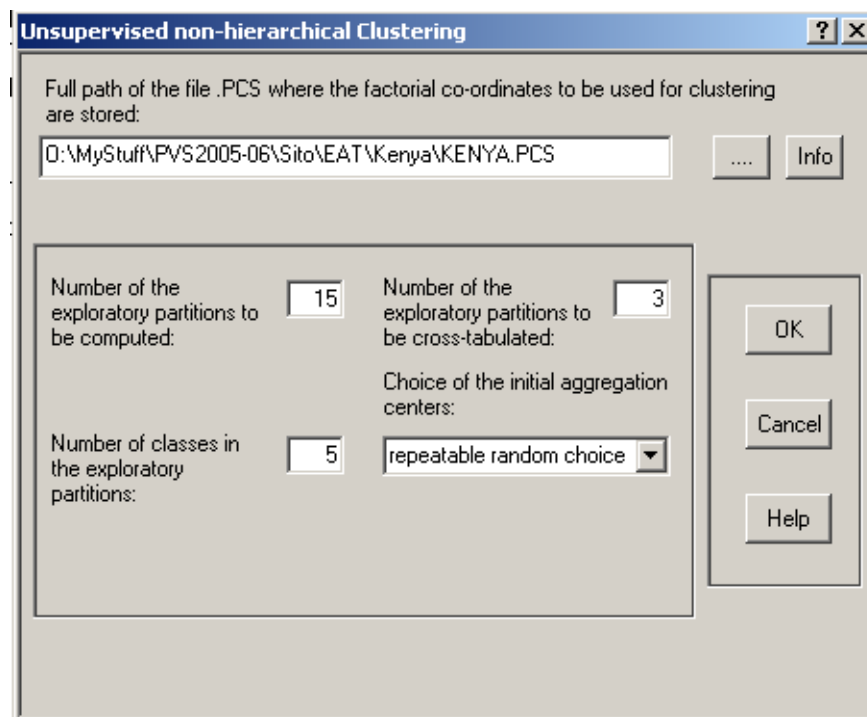 Unsupervised non-hierarchical Clustering
? X
Full path of the file .PCS where the factorial co-ordinates to be used for clustering
are stored:
O:\MyStuff\PVS2005-06\Sito\EAT\Kenya\KENYA.PCS
....
Info
Number of the
exploratory partitions to
be computed:
15
Number of the
exploratory partitions to
be cross-tabulated:
3
Choice of the initial aggregation
centers:
repeatable random choice
Number of classes in
the exploratory
partitions:
5
OK
Cancel
Help